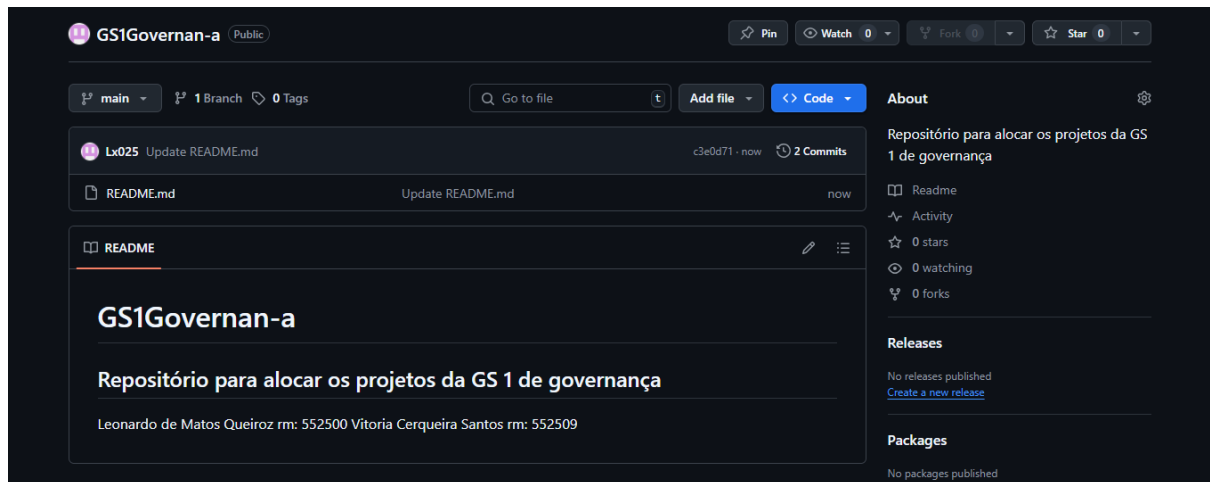 GS1Governan-a Public
Pin Watch 0 Fork 0 Star 0
main 1 Branch 0 Tags Go to file t Add file Code
Lx025 Update README.md c3e0d71 · now 2 Commits
README.md Update README.md now
README
GS1Governan-a
Repositório para alocar os projetos da GS 1 de governança
Leonardo de Matos Queiroz rm: 552500 Vitoria Cerqueira Santos rm: 552509
About
Repositório para alocar os projetos da GS
1 de governança
Readme
Activity
0 stars
0 watching
0 forks
Releases
No releases published
Create a new release
Packages
No packages published